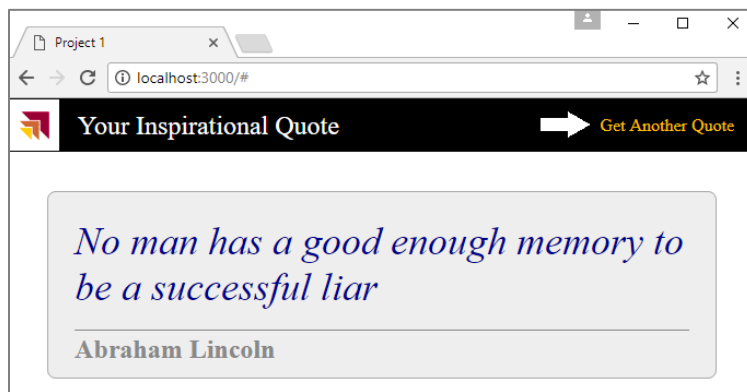 Project 1
localhost:3000/#
Your Inspirational Quote
Get Another Quote
No man has a good enough memory to
be a successful liar
Abraham Lincoln